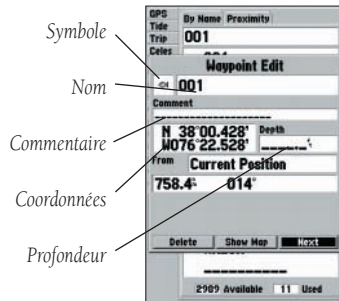 GPS
Tide
Trip
Celes
By Name Proximity
001
Waypoint Edit
Symbole
Nom
001
Comment
Commentaire
N 38°00.428'
W076°22.528'
Depth
Coordonnées
From Current Position
758.4 014°
Profondeur
Delete Show Map Next
2989 Available 11 Used